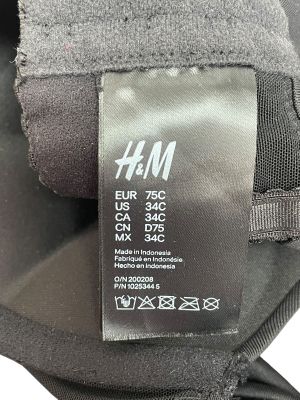 H&M
EUR 75C
US 34C
CA 34C
CN D75
MX 34C
Made in Indonesia
Fabriqué en Indonésie
Hecho en Indonesia
O/N 200208
P/N 1025344 5